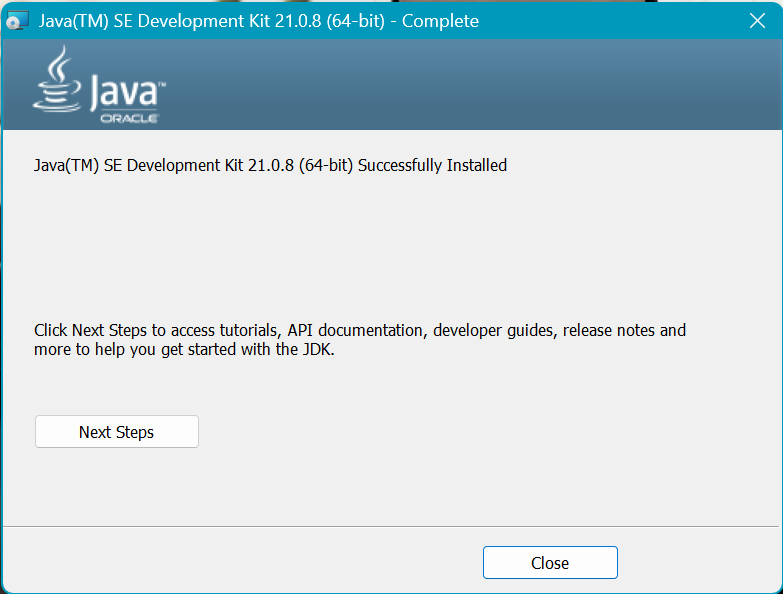 Java(TM) SE Development Kit 21.0.8 (64-bit) - Complete
Java™
ORACLE
Java(TM) SE Development Kit 21.0.8 (64-bit) Successfully Installed
Click Next Steps to access tutorials, API documentation, developer guides, release notes and
more to help you get started with the JDK.
Next Steps
Close